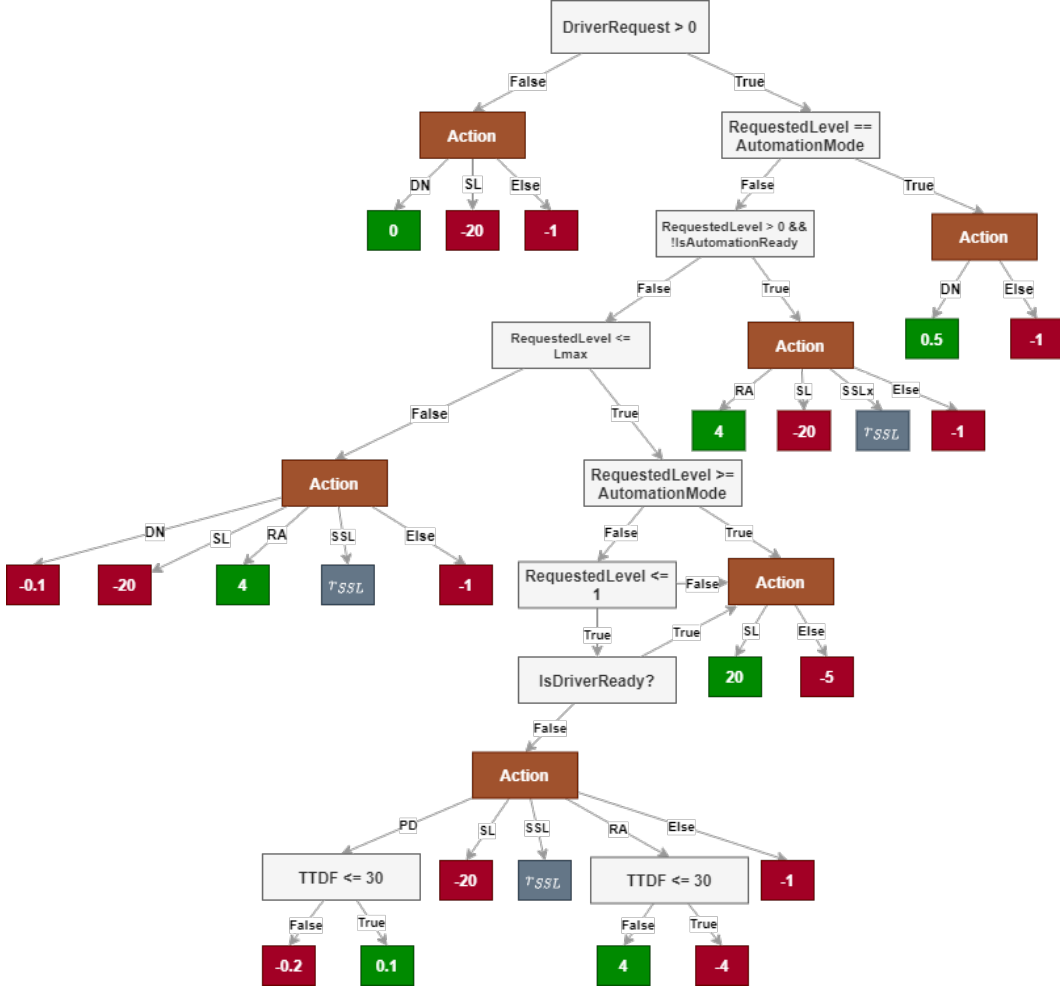 DriverRequest > 0
False
True
Action
RequestedLevel ==
AutomationMode
DN
SL
Else
False
True
0
-20
-1
RequestedLevel > 0 &&
!IsAutomationReady
Action
False
True
DN
Else
RequestedLevel <=
Lmax
Action
0.5
-1
False
True
RA
SL
SSLx
Else
4
-20
rSSL
-1
Action
RequestedLevel >=
AutomationMode
DN
SL
RA
SSL
Else
False
True
-0.1
-20
4
rSSL
-1
RequestedLevel <=
1
False
Action
True
True
SL
Else
IsDriverReady?
20
-5
False
Action
PD
SL
SSL
RA
Else
TTDF <= 30
-20
rSSL
TTDF <= 30
-1
False
True
False
True
-0.2
0.1
4
-4